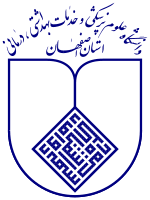 دانشگاه علوم پزشکی و خدمات بهداشتی، درمانی
استان اصفهان